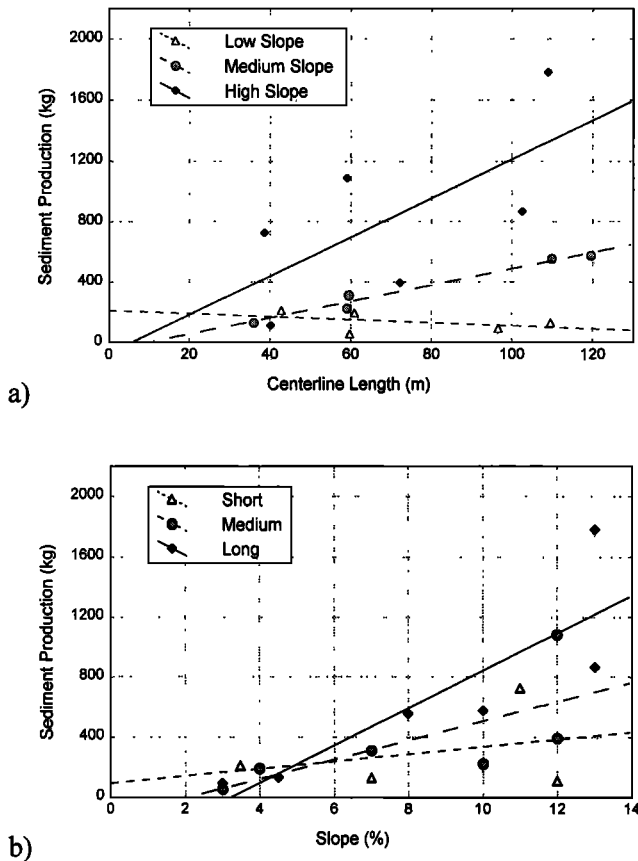 2000
1600
1200
800
400
0
Sediment Production (kg)
Low Slope
Medium Slope
High Slope
0 20 40 60 80 100 120
Centerline Length (m)
a)
2000
1600
1200
800
400
0
Sediment Production (kg)
Short
Medium
Long
0 2 4 6 8 10 12 14
Slope (%)
b)